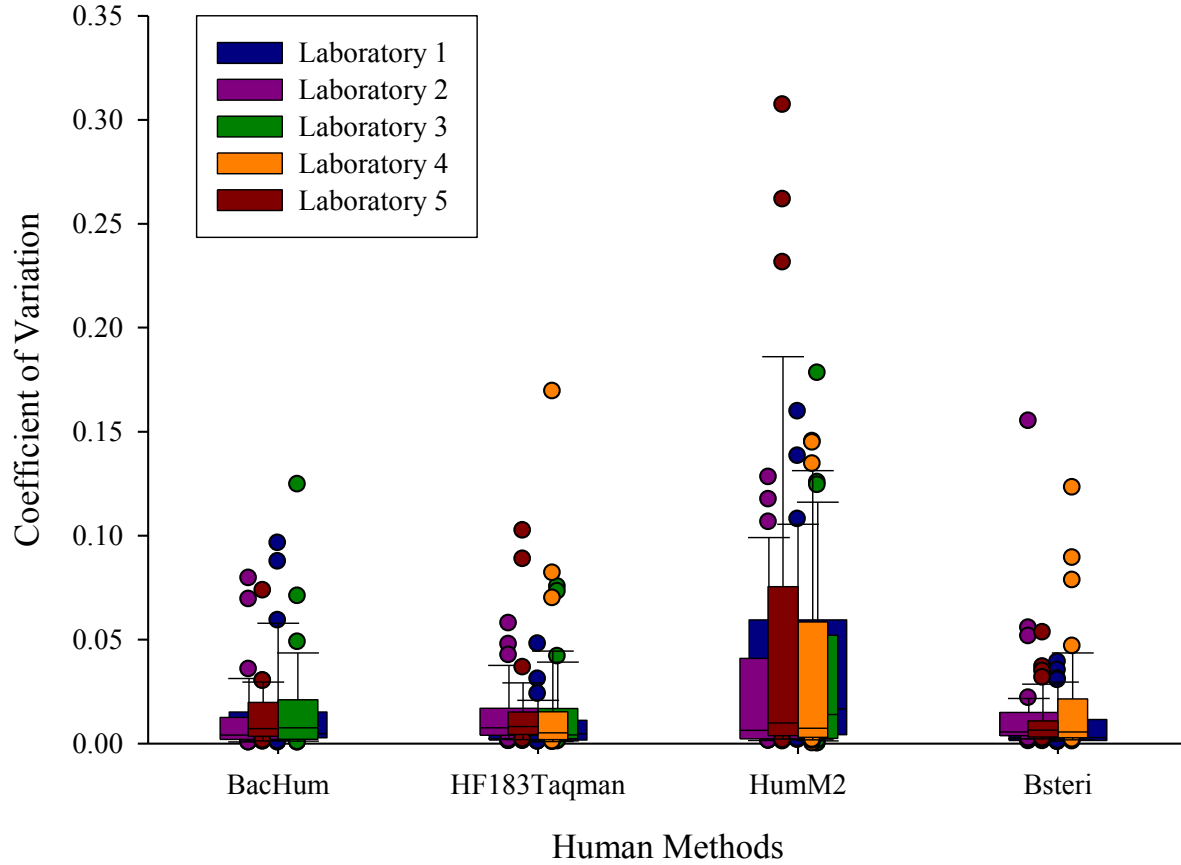 0.35
0.30
0.25
0.20
0.15
0.10
0.05
0.00
Coefficient of Variation
Laboratory 1
Laboratory 2
Laboratory 3
Laboratory 4
Laboratory 5
BacHum
HF183Taqman
HumM2
Bsteri
Human Methods